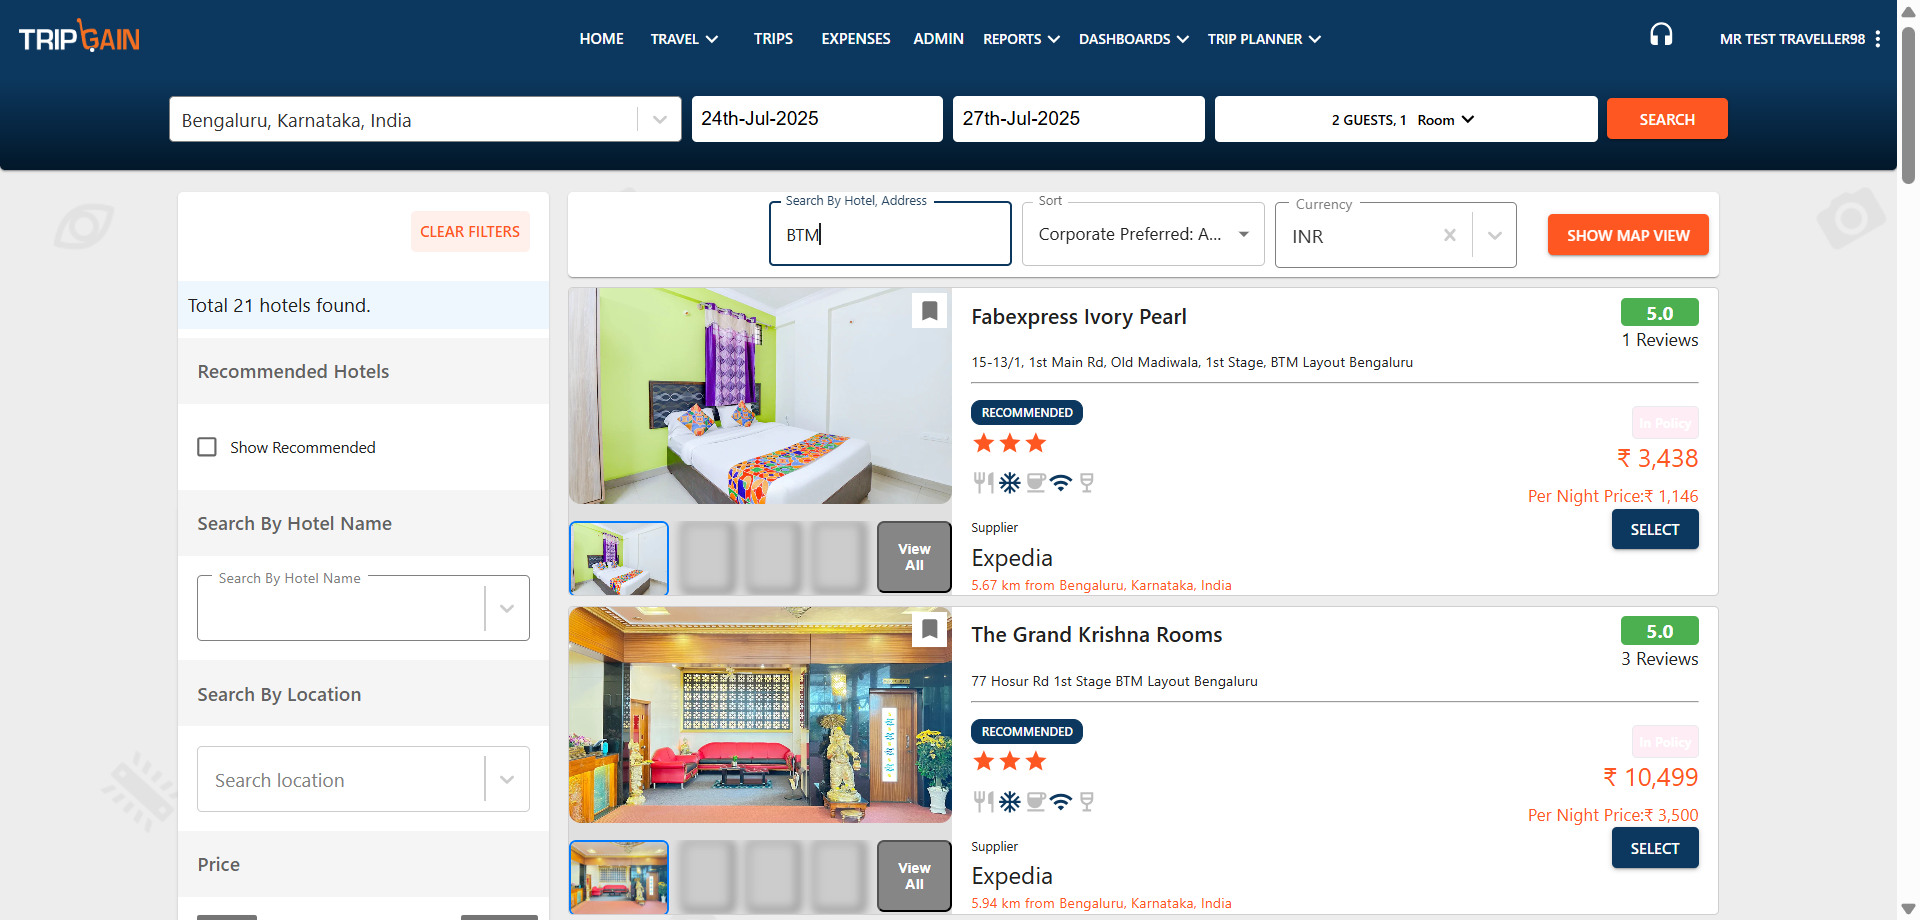 TRIPGAIN
HOME TRAVEL TRIPS EXPENSES ADMIN REPORTS DASHBOARDS TRIP PLANNER
MR TEST TRAVELLER98
Bengaluru, Karnataka, India
24th-Jul-2025
27th-Jul-2025
2 GUESTS, 1 Room
SEARCH
CLEAR FILTERS
Total 21 hotels found.
Recommended Hotels
Show Recommended
Search By Hotel Name
Search By Hotel Name
Search By Location
Search location
Price
Search By Hotel, Address
BTM
Sort
Corporate Preferred: A...
Currency
INR
SHOW MAP VIEW
Fabexpress Ivory Pearl
5.0
1 Reviews
15-13/1, 1st Main Rd, Old Madiwala, 1st Stage, BTM Layout Bengaluru
RECOMMENDED
In Policy
₹ 3,438
Per Night Price:₹ 1,146
SELECT
View
All
Supplier
Expedia
5.67 km from Bengaluru, Karnataka, India
The Grand Krishna Rooms
5.0
3 Reviews
77 Hosur Rd 1st Stage BTM Layout Bengaluru
RECOMMENDED
In Policy
₹ 10,499
Per Night Price:₹ 3,500
SELECT
View
All
Supplier
Expedia
5.94 km from Bengaluru, Karnataka, India